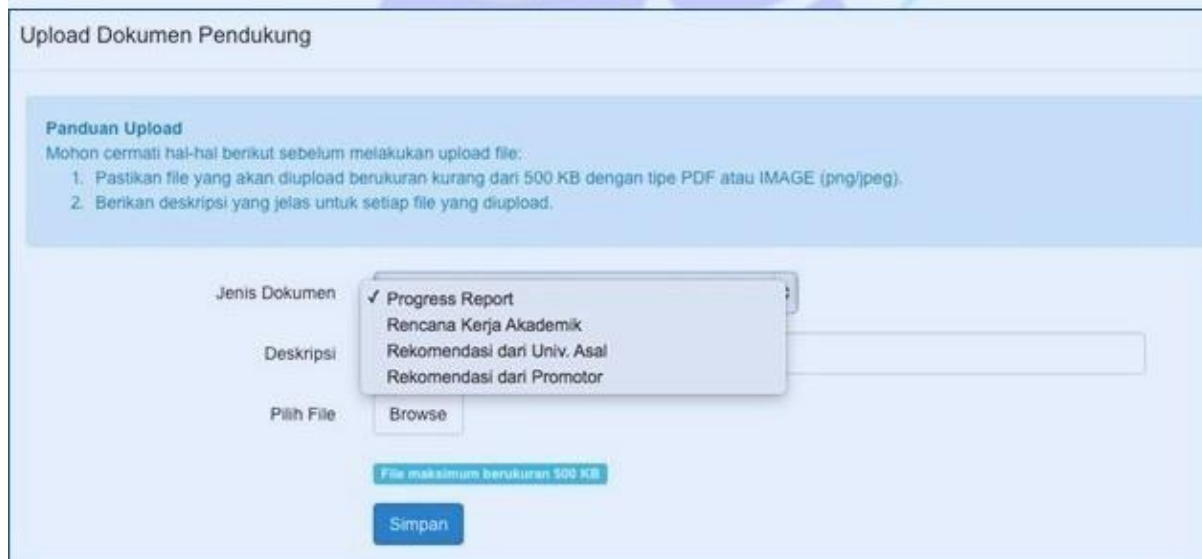 Upload Dokumen Pendukung
Panduan Upload
Mohon cermati hal-hal berikut sebelum melakukan upload file:
1. Pastikan file yang akan diupload berukuran kurang dari 500 KB dengan tipe PDF atau IMAGE (png/jpeg).
2. Berikan deskripsi yang jelas untuk setiap file yang diupload.
Jenis Dokumen
✓ Progress Report
Rencana Kerja Akademik
Deskripsi
Rekomendasi dari Univ. Asal
Rekomendasi dari Promotor
Pilih File
Browse
File maksimum berukuran 500 KB
Simpan